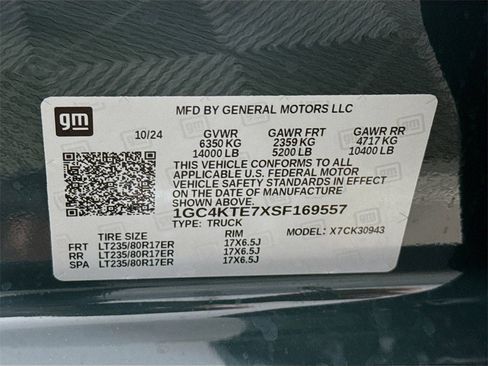 gm
MFD BY GENERAL MOTORS LLC
10/24 GVWR GAWR FRT GAWR RR
6350 KG 2359 KG 4717 KG
14000 LB 5200 LB 10400 LB
THIS VEHICLE CONFORMS TO ALL
APPLICABLE U.S. FEDERAL MOTOR
VEHICLE SAFETY STANDARDS IN EFFECT
ON THE DATE OF MANUFACTURE
SHOWN ABOVE.
1GC4KTE7XSF169557
TYPE: TRUCK MODEL: X7CK30943
TIRE SIZE RIM
FRT LT235/80R17ER 17X6.5J
RR LT235/80R17ER 17X6.5J
SPA LT235/80R17ER 17X6.5J